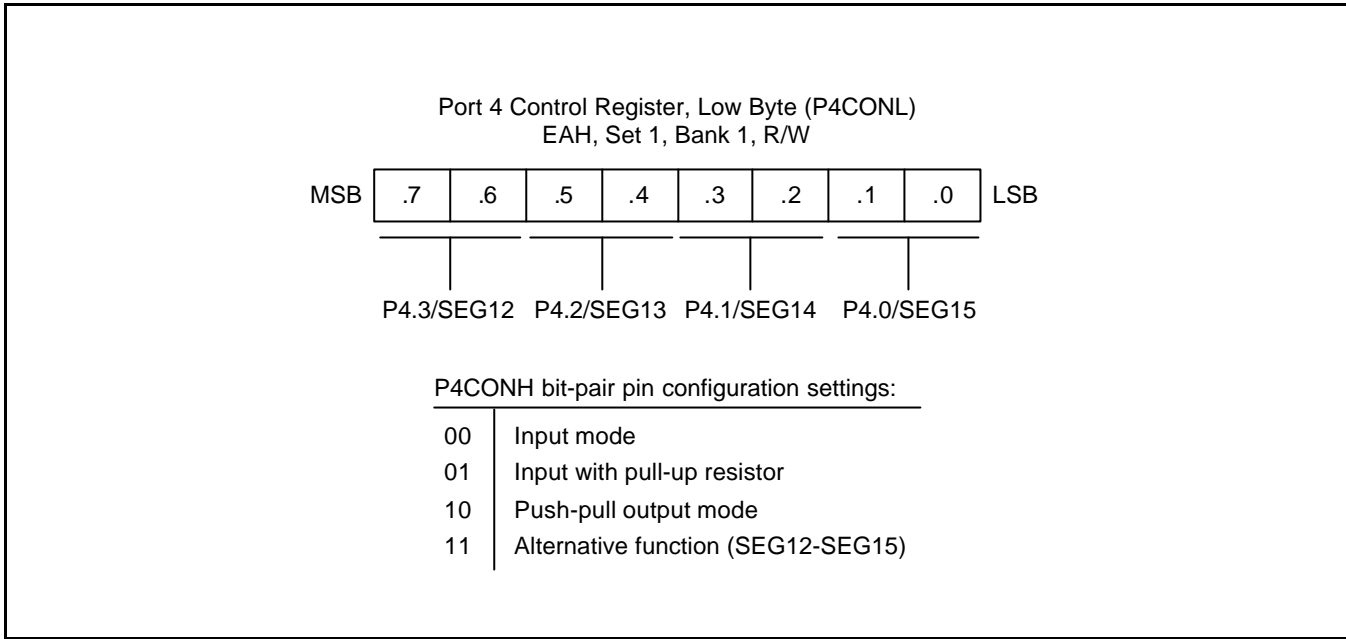 Port 4 Control Register, Low Byte (P4CONL)
EAH, Set 1, Bank 1, R/W
MSB .7 .6 .5 .4 .3 .2 .1 .0 LSB
P4.3/SEG12 P4.2/SEG13 P4.1/SEG14 P4.0/SEG15
P4CONH bit-pair pin configuration settings:
00 Input mode
01 Input with pull-up resistor
10 Push-pull output mode
11 Alternative function (SEG12-SEG15)